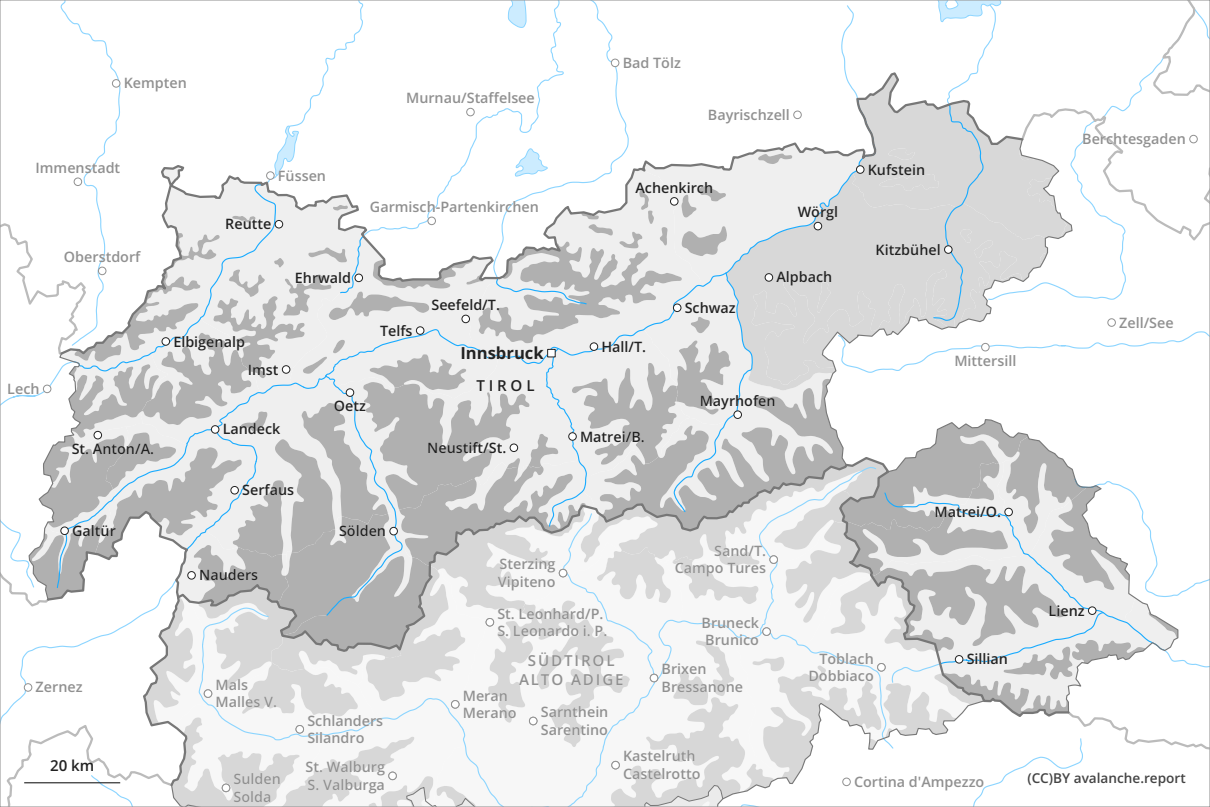 Kempten
Bad Tölz
Murnau/Staffelsee
Bayrischzell
Berchtesgaden
Immenstadt
Füssen
Kufstein
Achenkirch
Garmisch-Partenkirchen
Wörgl
Reutte
Kitzbühel
Oberstdorf
Ehrwald
Alpbach
Seefeld/T.
Schwaz
Telfs
Zell/See
Elbigenalp
Innsbruck
Hall/T.
Mittersill
Imst
TIROL
Lech
Oetz
Mayrhofen
Landeck
Matrei/B.
St. Anton/A.
Neustift/St.
Serfaus
Matrei/O.
Galtür
Sölden
Sand/T.
Campo Tures
Sterzing
Vipiteno
Nauders
Lienz
St. Leonhard/P.
S. Leonardo i. P.
Bruneck
Brunico
SÜDTIROL
ALTO ADIGE
Toblach
Dobbiaco
Sillian
Brixen
Bressanone
Zernez
Mals
Malles V.
Meran
Merano
Sarnthein
Sarentino
Schlanders
Silandro
Kastelruth
Castelrotto
St. Walburg
S. Valburga
20 km
Sulden
Solda
Cortina d'Ampezzo
(CC)BY avalanche.report